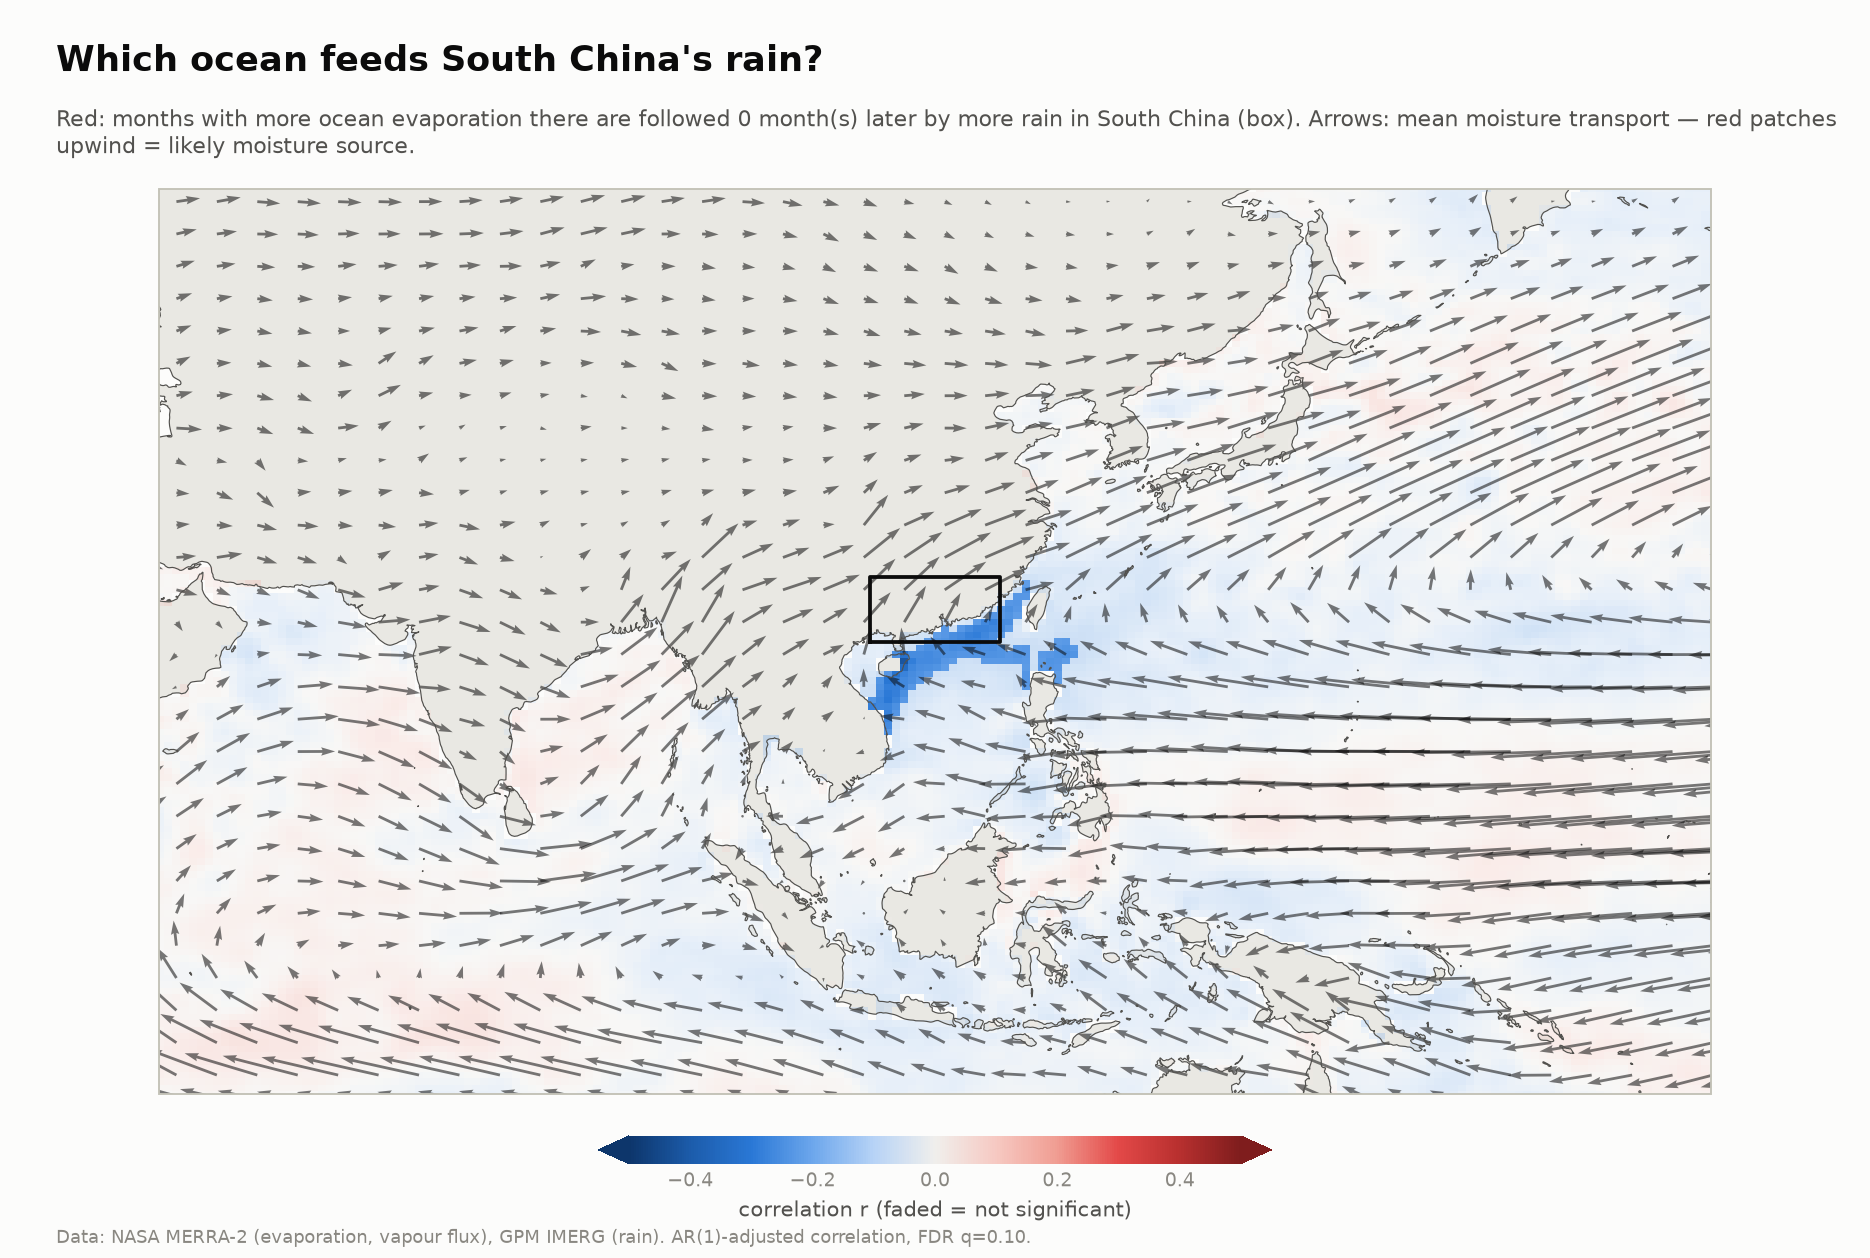 Which ocean feeds South China's rain?
Red: months with more ocean evaporation there are followed 0 month(s) later by more rain in South China (box). Arrows: mean moisture transport — red patches
upwind = likely moisture source.
−0.4 −0.2 0.0 0.2 0.4
correlation r (faded = not significant)
Data: NASA MERRA-2 (evaporation, vapour flux), GPM IMERG (rain). AR(1)-adjusted correlation, FDR q=0.10.